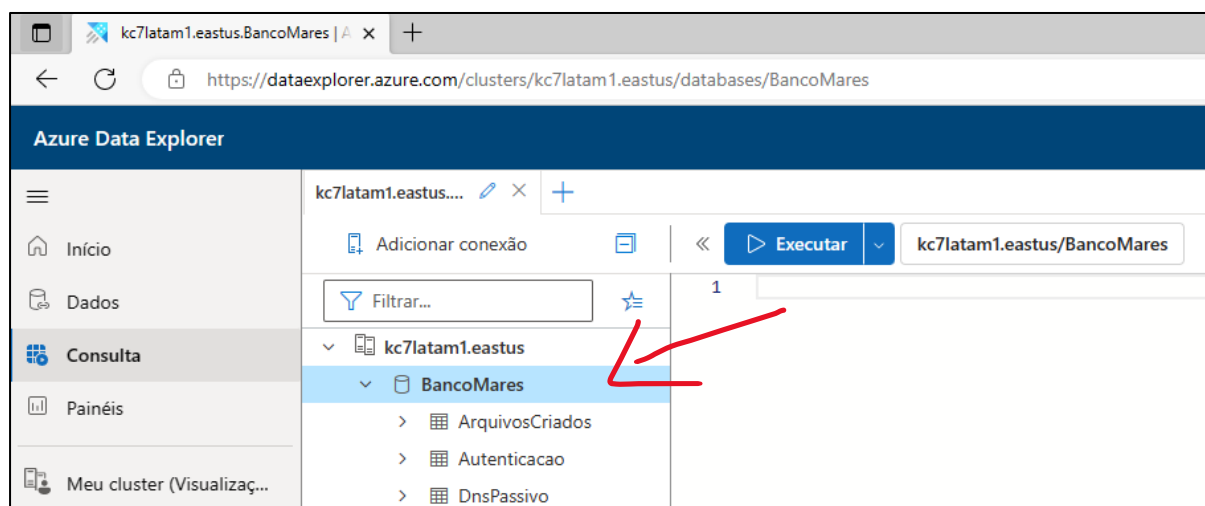 kc7latam1.eastus.BancoMares | A
https://dataexplorer.azure.com/clusters/kc7latam1.eastus/databases/BancoMares
Azure Data Explorer
kc7latam1.eastus....
Adicionar conexão
Executar
kc7latam1.eastus/BancoMares
Início
Dados
Consulta
Painéis
Meu cluster (Visualizaç...
Filtrar...
1
kc7latam1.eastus
BancoMares
ArquivosCriados
Autenticacao
DnsPassivo